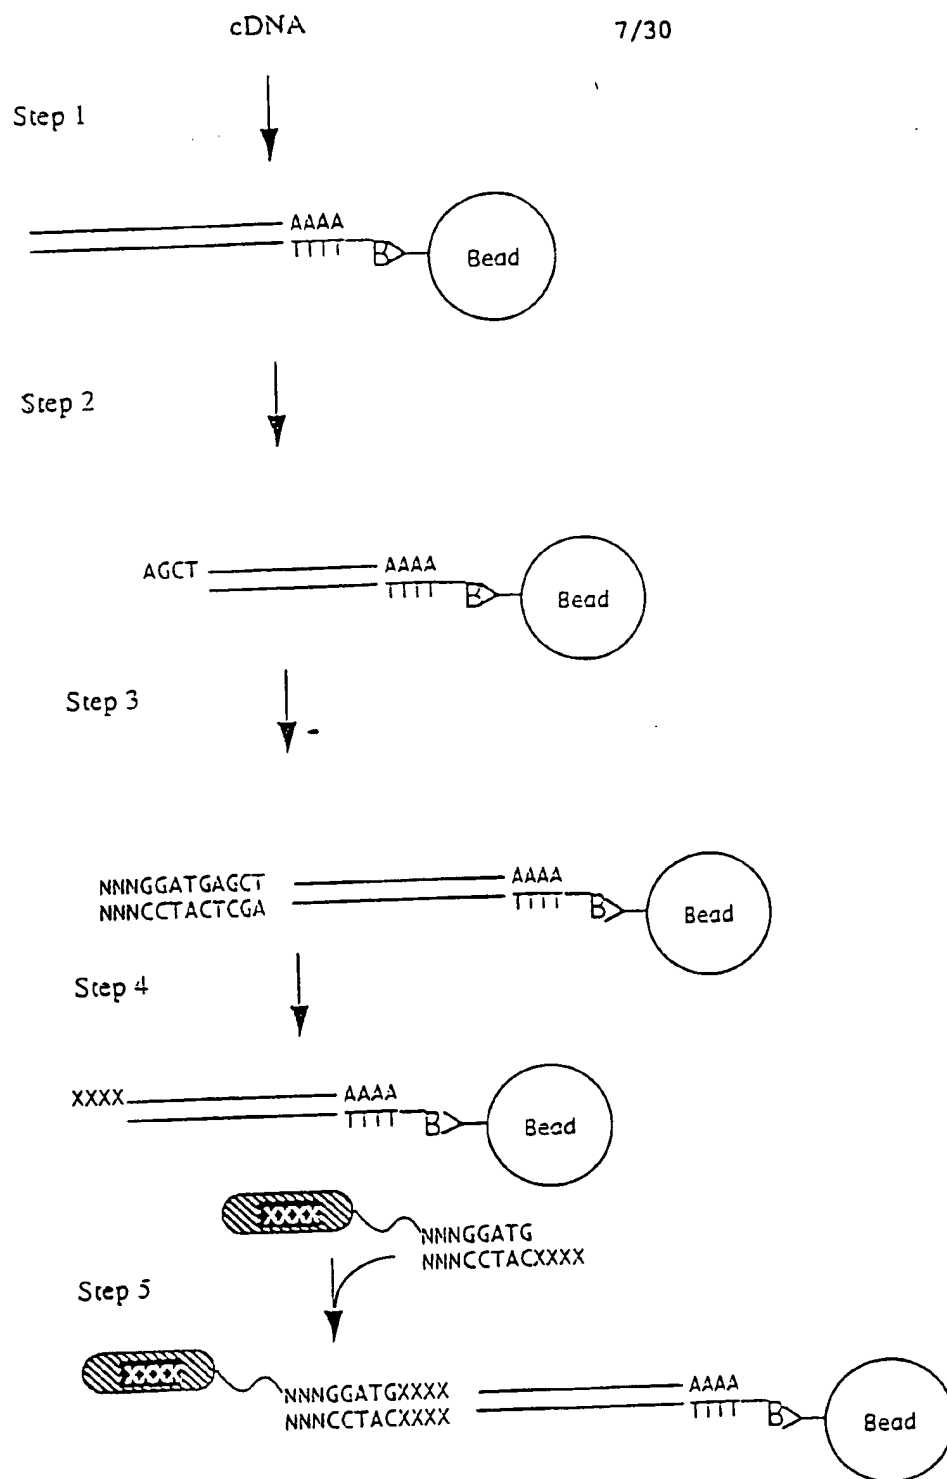 cDNA 7/30
Step 1
AAAA
TTTT B Bead
Step 2
AGCT AAAA
TTTT B Bead
Step 3
NNNGGATGAGCT AAAA
NNNCCTACTCGA TTTT B Bead
Step 4
XXXX AAAA
TTTT B Bead
XXXX
NNNGGATG
NNNCCTACXXXX
Step 5
XXXX
NNNGGATGXXXX AAAA
NNNCCTACXXXX TTTT B Bead